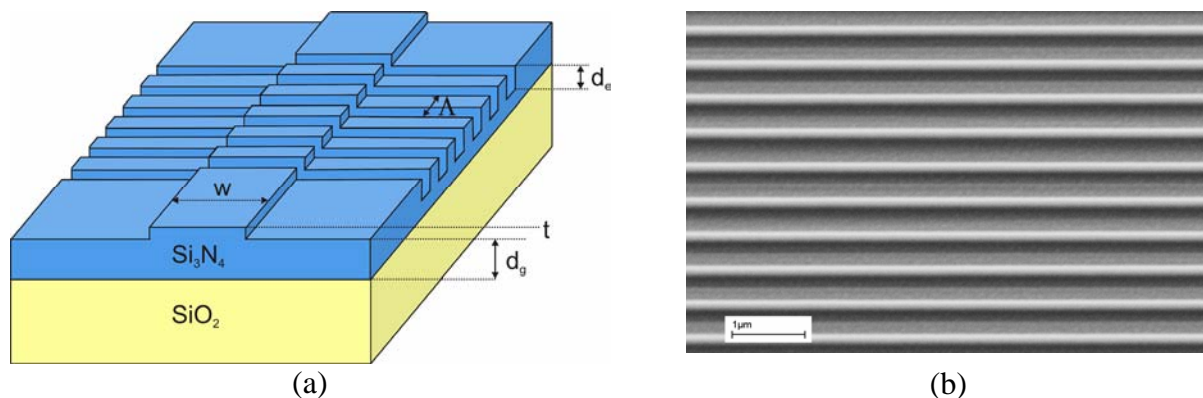 d_e
Λ
w
t
Si₃N₄
d_g
SiO₂
1µm
(a)
(b)